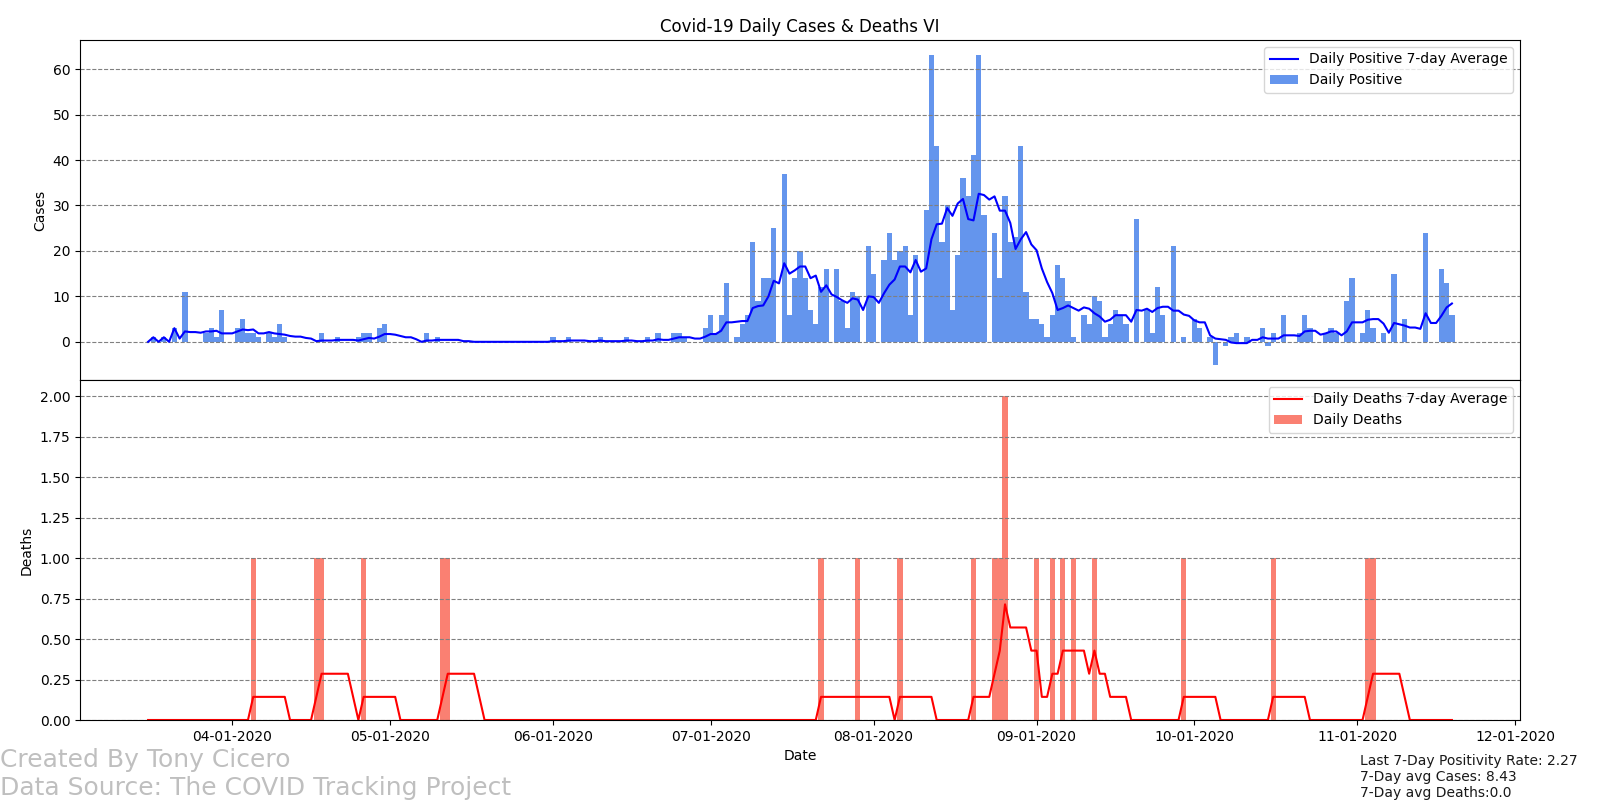 Covid-19 Daily Cases & Deaths VI
Daily Positive 7-day Average
Daily Positive
60
50
40
30
20
10
0
Cases
Daily Deaths 7-day Average
Daily Deaths
2.00
1.75
1.50
1.25
1.00
0.75
0.50
0.25
0.00
Deaths
04-01-2020 05-01-2020 06-01-2020 07-01-2020 08-01-2020 09-01-2020 10-01-2020 11-01-2020 12-01-2020
Date
Created By Tony Cicero
Data Source: The COVID Tracking Project
Last 7-Day Positivity Rate: 2.27
7-Day avg Cases: 8.43
7-Day avg Deaths:0.0